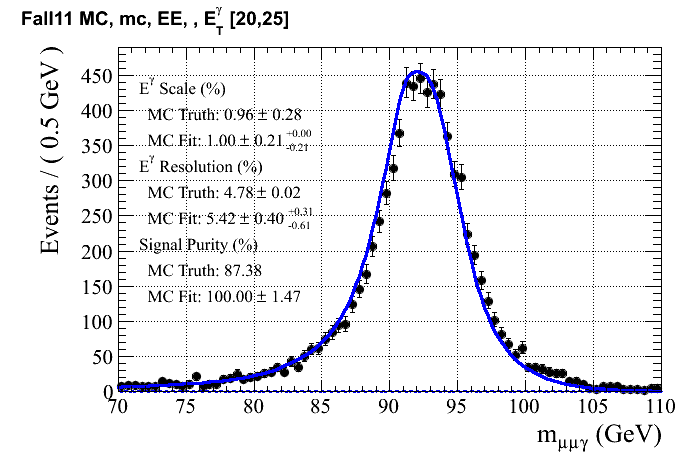 Fall11 MC, mc, EE, , E_T^γ [20,25]
Events / ( 0.5 GeV )
450
400
350
300
250
200
150
100
50
0
E^γ Scale (%)
MC Truth: 0.96 ± 0.28
MC Fit: 1.00 ± 0.21 +0.00 -0.21
E^γ Resolution (%)
MC Truth: 4.78 ± 0.02
MC Fit: 5.42 ± 0.40 +0.31 -0.61
Signal Purity (%)
MC Truth: 87.38
MC Fit: 100.00 ± 1.47
70 75 80 85 90 95 100 105 110
m_μμγ (GeV)